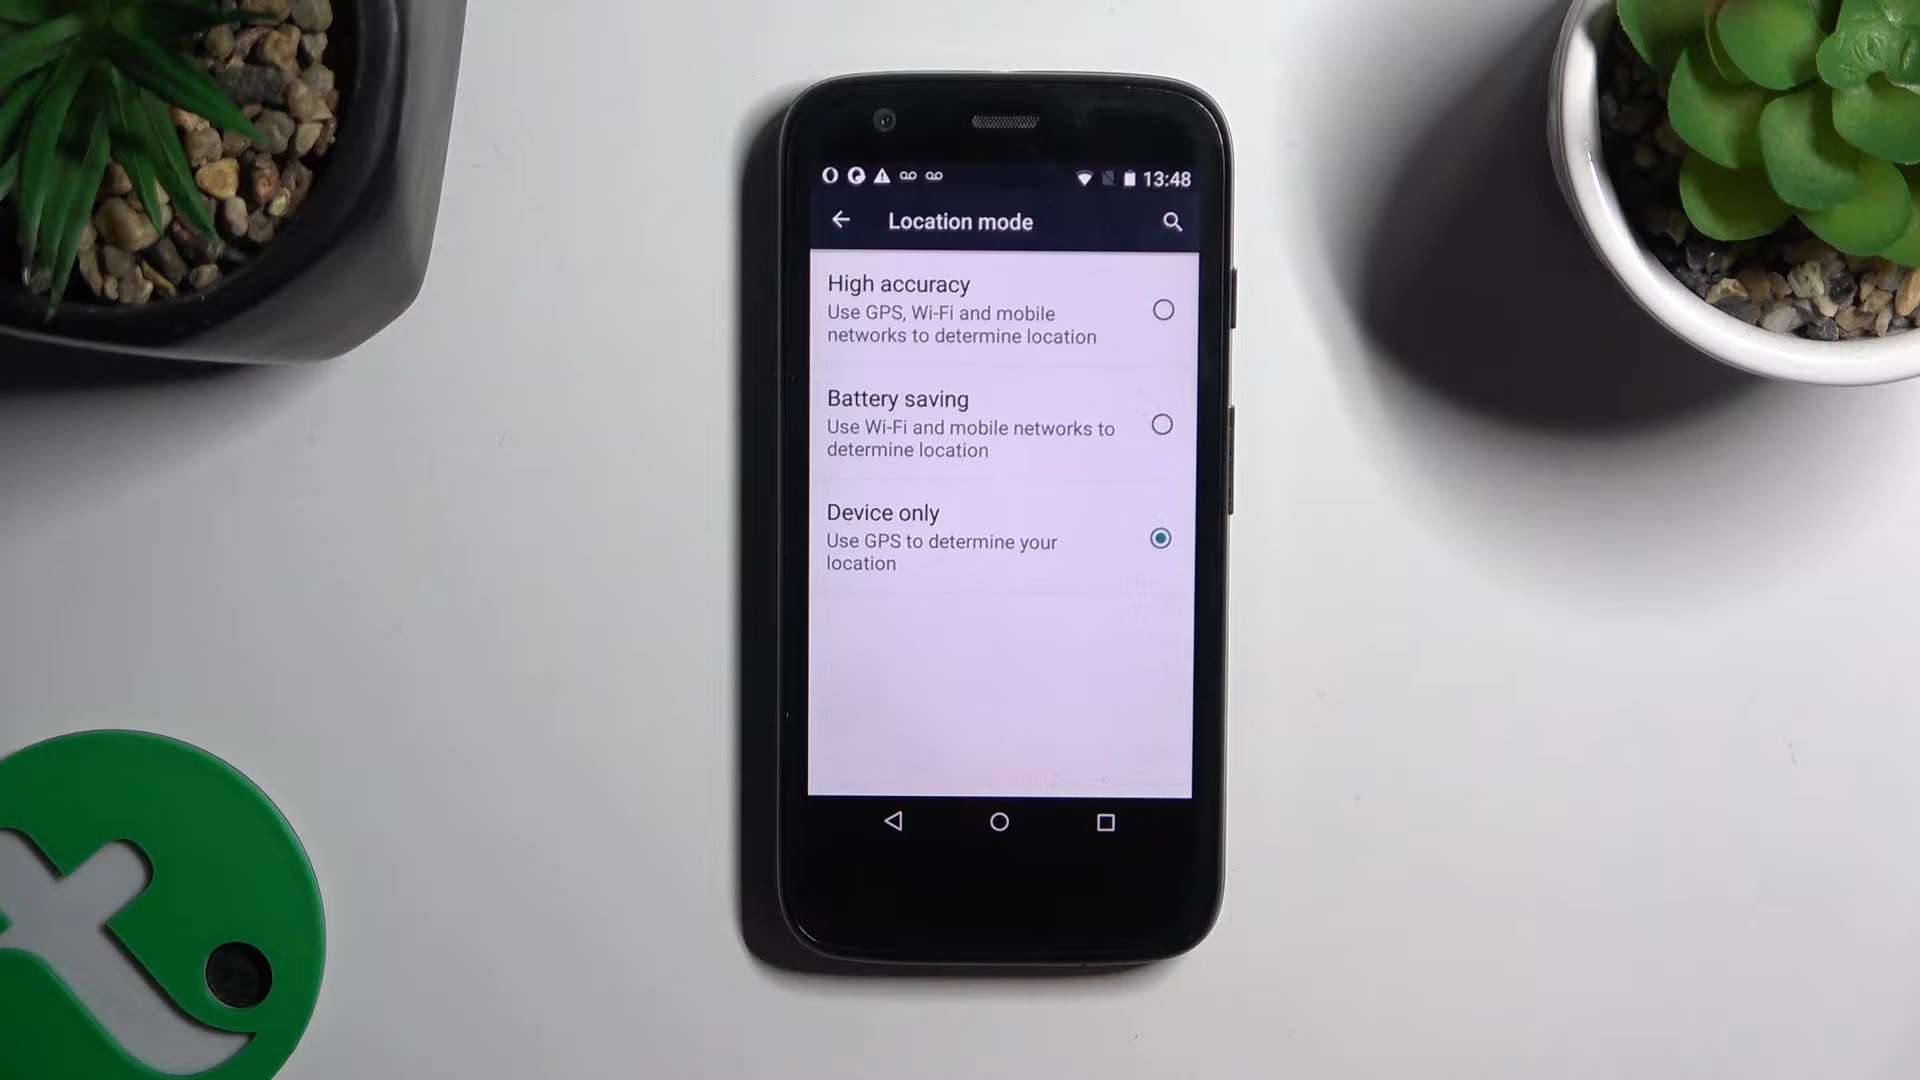 13:48
Location mode
High accuracy
Use GPS, Wi-Fi and mobile
networks to determine location
Battery saving
Use Wi-Fi and mobile networks to
determine location
Device only
Use GPS to determine your
location
t